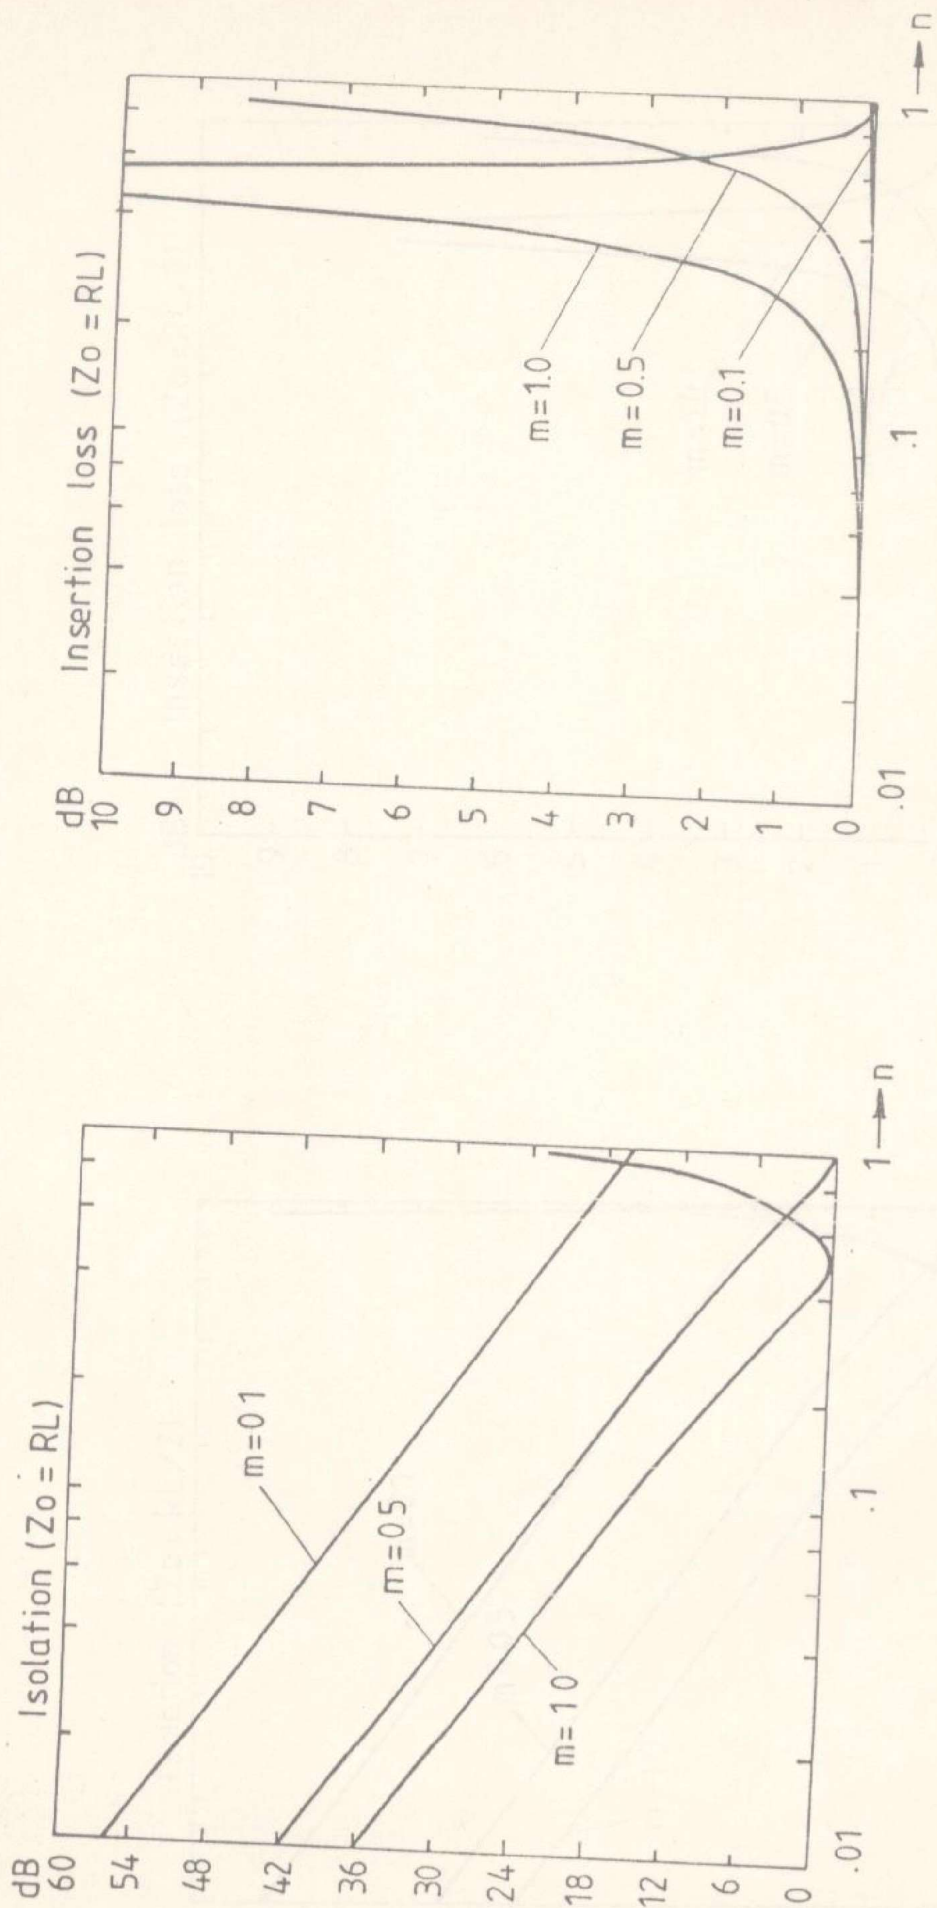 Isolation (Zo = RL)
dB
60
54
48
42
36
30
24
18
12
6
0
m=01
m=05
m=10
.01
.1
1
n
Insertion loss (Zo = RL)
dB
10
9
8
7
6
5
4
3
2
1
0
m=1.0
m=0.5
m=0.1
.01
.1
1
n